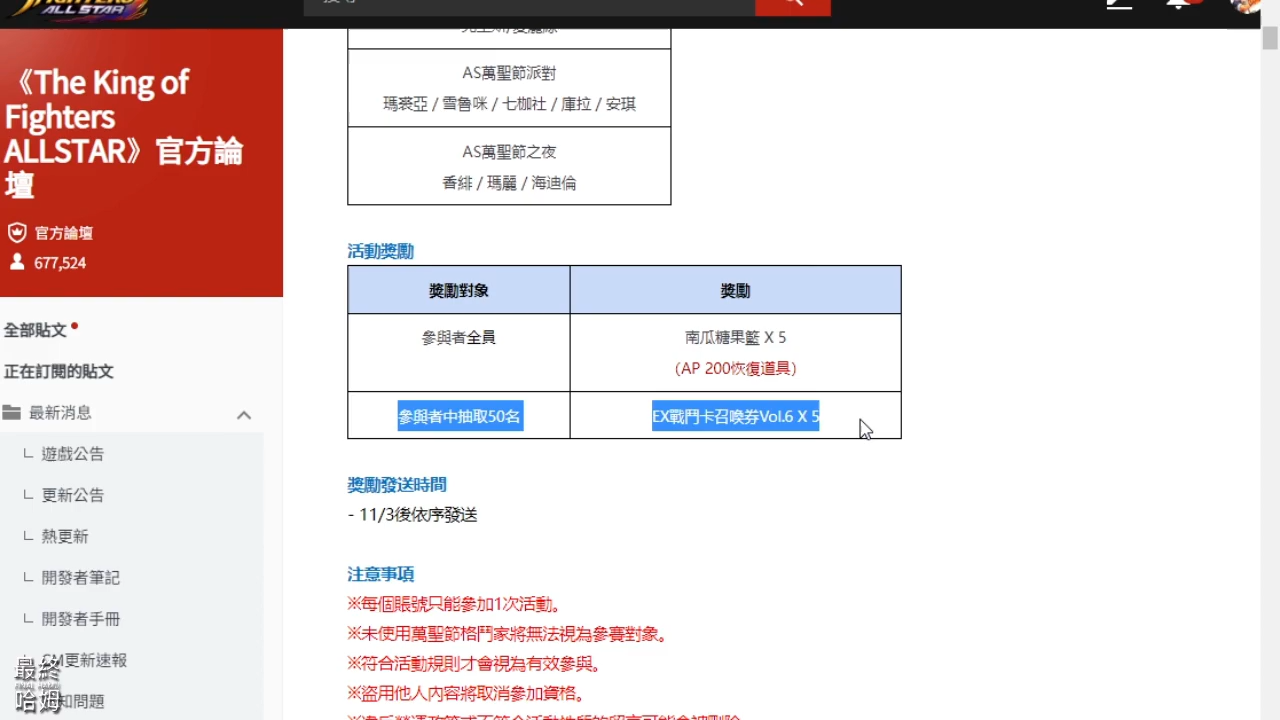 ALL STAR
《The King of
Fighters
ALLSTAR》官方論
壇
官方論壇
677,524
全部貼文
正在訂閱的貼文
最新消息
遊戲公告
更新公告
熱更新
開發者筆記
開發者手冊
CM更新速報
知問題
最終
哈姆
AS萬聖節派對
瑪裘亞 / 雪魯咪 / 七枷社 / 庫拉 / 安琪
AS萬聖節之夜
香緋 / 瑪麗 / 海迪倫
活動獎勵
獎勵對象
獎勵
參與者全員
南瓜糖果籃 X 5
(AP 200恢復道具)
參與者中抽取50名
EX戰鬥卡召喚券Vol.6 X 5
獎勵發送時間
- 11/3後依序發送
注意事項
※每個賬號只能參加1次活動。
※未使用萬聖節格鬥家將無法視為參賽對象。
※符合活動規則才會視為有效參與。
※盜用他人內容將取消參加資格。